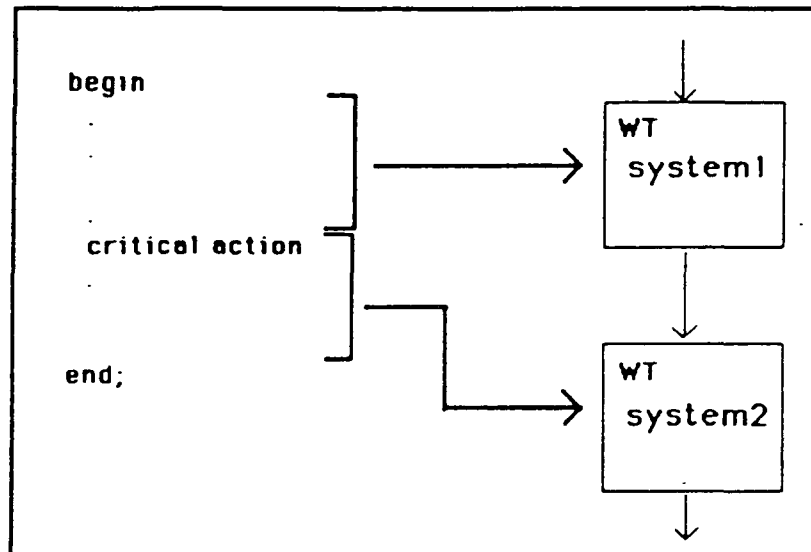 begin
.
.
.
critical action
.
end;
WT
system1
WT
system2